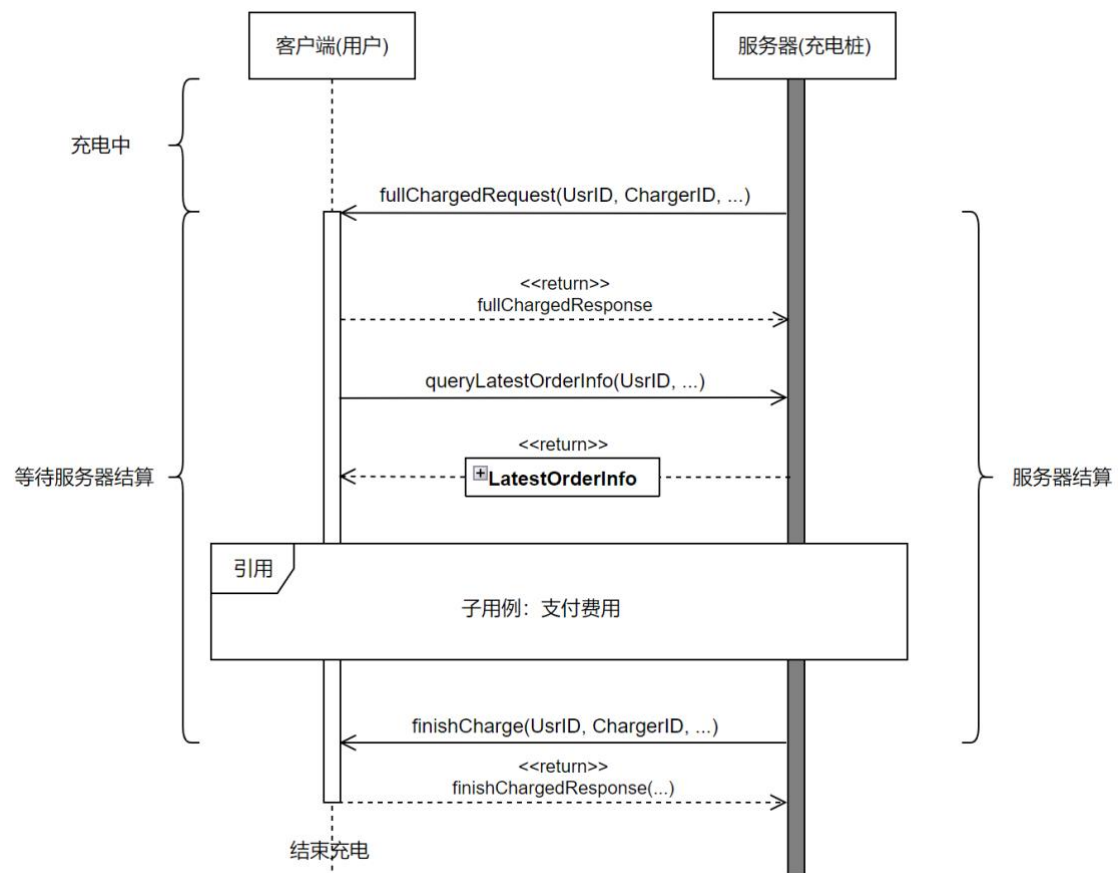 客户端(用户)
服务器(充电桩)
充电中
fullChargedRequest(UsrID, ChargerID, ...)
<<return>>
fullChargedResponse
queryLatestOrderInfo(UsrID, ...)
<<return>>
LatestOrderInfo
等待服务器结算
服务器结算
引用
子用例：支付费用
finishCharge(UsrID, ChargerID, ...)
<<return>>
finishChargedResponse(...)
结束充电